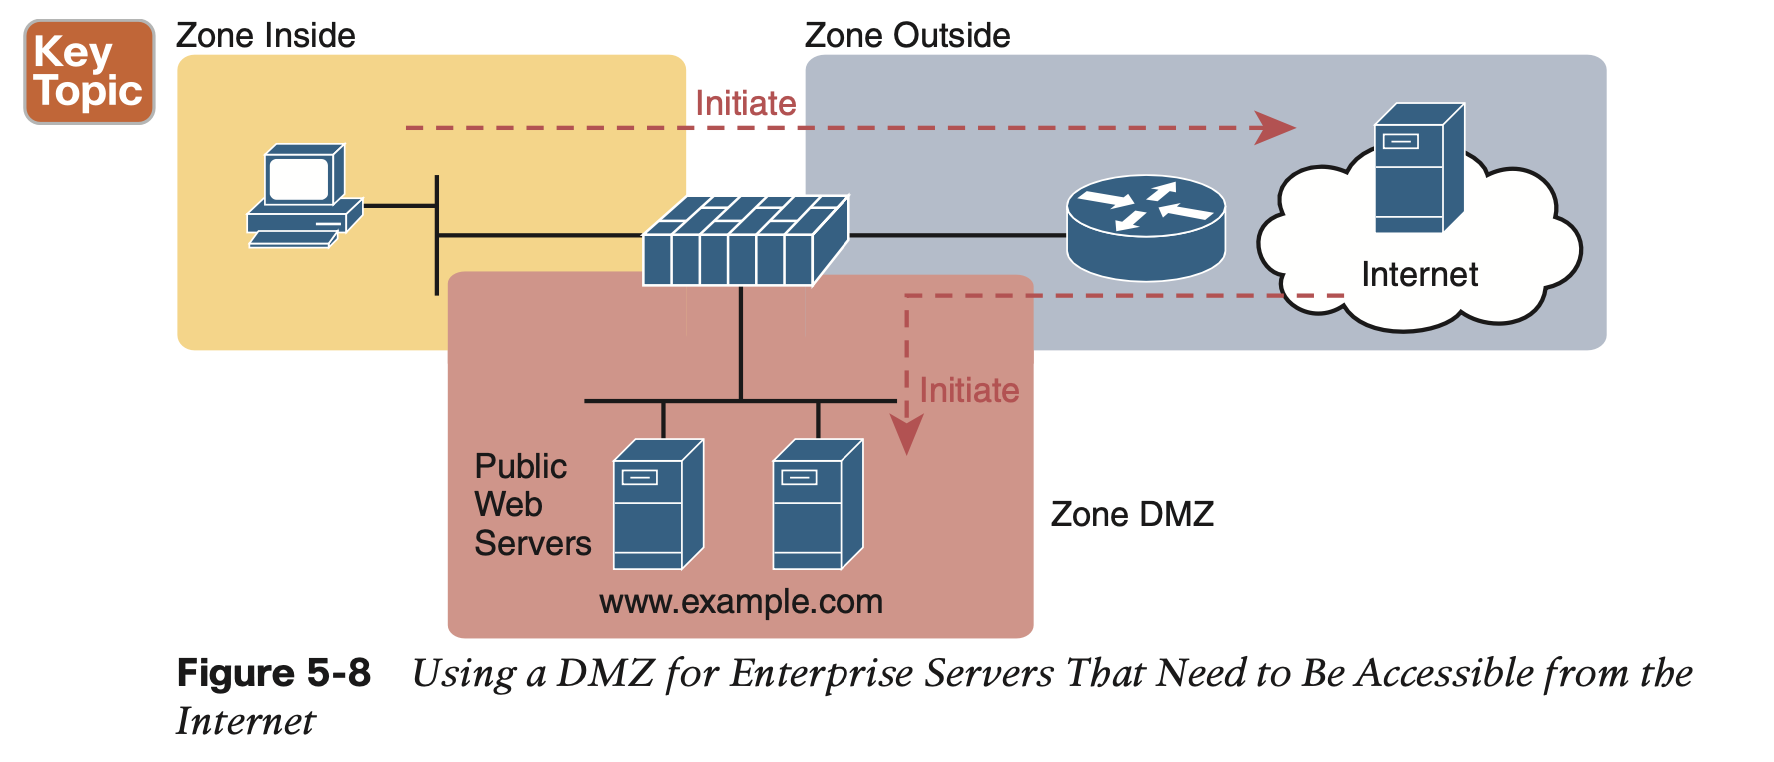 Key
Topic
Zone Inside
Zone Outside
Initiate
Internet
Initiate
Public
Web
Servers
Zone DMZ
www.example.com
Figure 5-8 Using a DMZ for Enterprise Servers That Need to Be Accessible from the
Internet